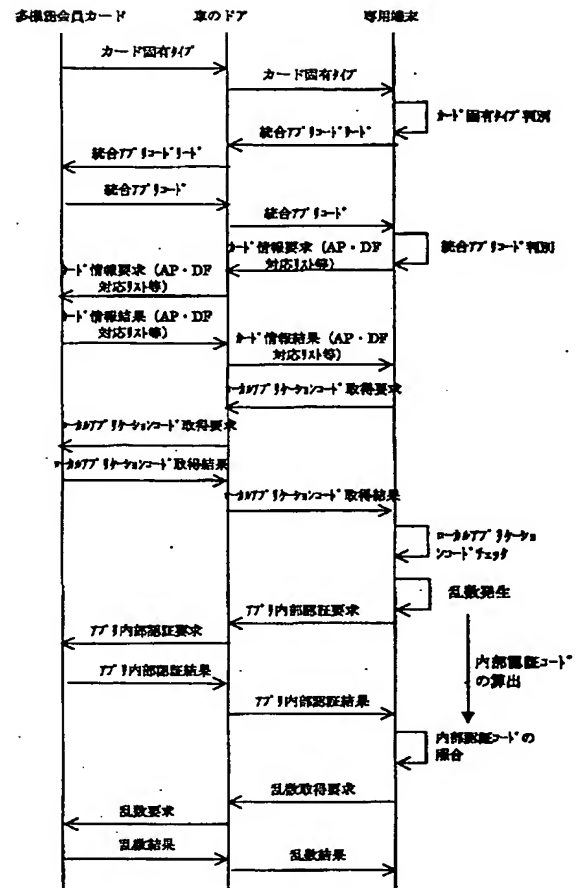 多機能会員カード
車のドア
専用端末
カード固有ﾀｲﾌﾟ
カード固有ﾀｲﾌﾟ
ｶｰﾄﾞ固有ﾀｲﾌﾟ判別
統合ｱﾌﾟﾘｺｰﾄﾞﾘｰﾄﾞ
統合ｱﾌﾟﾘｺｰﾄﾞﾘｰﾄﾞ
統合ｱﾌﾟﾘｺｰﾄﾞ
統合ｱﾌﾟﾘｺｰﾄﾞ
統合ｱﾌﾟﾘｺｰﾄﾞ判別
ｶｰﾄﾞ情報要求（AP・DF
対応ﾘｽﾄ等）
ｶｰﾄﾞ情報要求（AP・DF
対応ﾘｽﾄ等）
ｶｰﾄﾞ情報結果（AP・DF
対応ﾘｽﾄ等）
ｶｰﾄﾞ情報結果（AP・DF
対応ﾘｽﾄ等）
ﾛｰｶﾙｱﾌﾟﾘｹｰｼｮﾝｺｰﾄﾞ取得要求
ﾛｰｶﾙｱﾌﾟﾘｹｰｼｮﾝｺｰﾄﾞ取得要求
ﾛｰｶﾙｱﾌﾟﾘｹｰｼｮﾝｺｰﾄﾞ取得結果
ﾛｰｶﾙｱﾌﾟﾘｹｰｼｮﾝｺｰﾄﾞ取得結果
ﾛｰｶﾙｱﾌﾟﾘｹｰｼｮ
ﾝｺｰﾄﾞﾁｪｯｸ
乱数発生
ｱﾌﾟﾘ内部認証要求
ｱﾌﾟﾘ内部認証要求
内部認証ｺｰﾄﾞ
の算出
ｱﾌﾟﾘ内部認証結果
ｱﾌﾟﾘ内部認証結果
内部認証ｺｰﾄﾞの
照合
乱数取得要求
乱数要求
乱数結果
乱数結果